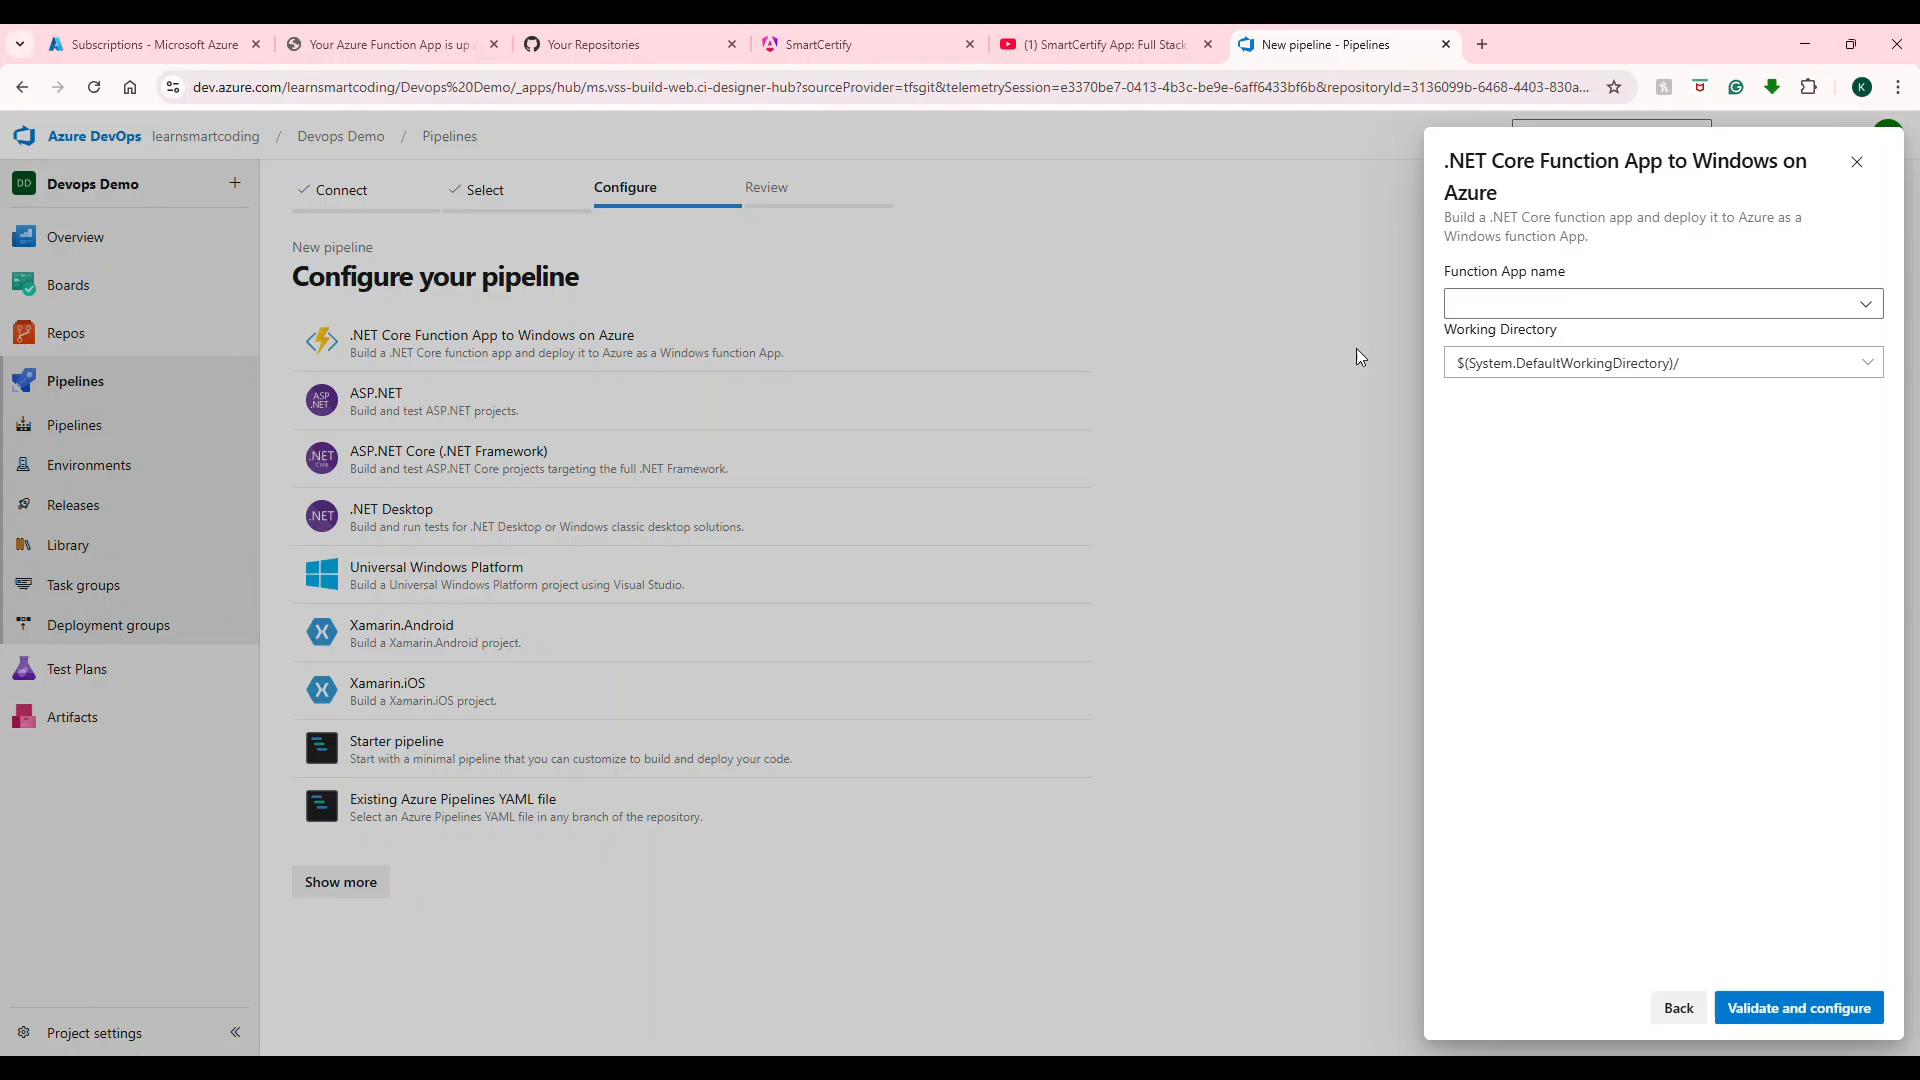 Subscriptions - Microsoft Azure
Your Azure Function App is up
Your Repositories
SmartCertify
(1) SmartCertify App: Full Stack
New pipeline - Pipelines
dev.azure.com/learnsmartcoding/Devops%20Demo/_apps/hub/ms.vss-build-web.ci-designer-hub?sourceProvider=tfsgit&telemetrySession=e3370be7-0413-4b3c-be9e-6aff6433bf6b&repositoryId=3136099b-6468-4403-830a...
K
Azure DevOps learnsmartcoding / Devops Demo / Pipelines
DD Devops Demo
Overview
Boards
Repos
Pipelines
Pipelines
Environments
Releases
Library
Task groups
Deployment groups
Test Plans
Artifacts
Project settings
Connect
Select
Configure
Review
New pipeline
Configure your pipeline
.NET Core Function App to Windows on Azure
Build a .NET Core function app and deploy it to Azure as a Windows function App.
ASP.NET
ASP .NET
Build and test ASP.NET projects.
ASP.NET Core (.NET Framework)
.NET Core
Build and test ASP.NET Core projects targeting the full .NET Framework.
.NET Desktop
.NET
Build and run tests for .NET Desktop or Windows classic desktop solutions.
Universal Windows Platform
Build a Universal Windows Platform project using Visual Studio.
Xamarin.Android
Build a Xamarin.Android project.
Xamarin.iOS
Build a Xamarin.iOS project.
Starter pipeline
Start with a minimal pipeline that you can customize to build and deploy your code.
Existing Azure Pipelines YAML file
Select an Azure Pipelines YAML file in any branch of the repository.
Show more
.NET Core Function App to Windows on
Azure
Build a .NET Core function app and deploy it to Azure as a
Windows function App.
Function App name
Working Directory
$(System.DefaultWorkingDirectory)/
Back
Validate and configure